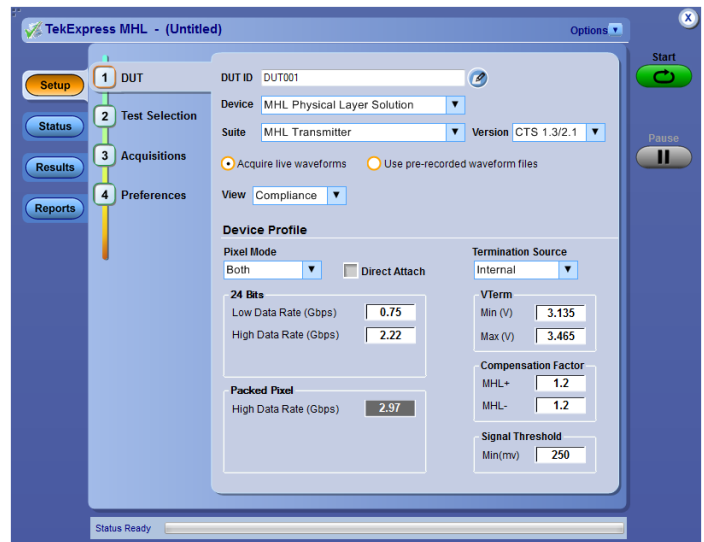 TekExpress MHL - (Untitled)
Options
Start
Pause
Setup
Status
Results
Reports
1 DUT
2 Test Selection
3 Acquisitions
4 Preferences
DUT ID DUT001
Device MHL Physical Layer Solution
Suite MHL Transmitter Version CTS 1.3/2.1
Acquire live waveforms Use pre-recorded waveform files
View Compliance
Device Profile
Pixel Mode
Both
Direct Attach
Termination Source
Internal
24 Bits
Low Data Rate (Gbps) 0.75
High Data Rate (Gbps) 2.22
Packed Pixel
High Data Rate (Gbps) 2.97
VTerm
Min (V) 3.135
Max (V) 3.465
Compensation Factor
MHL+ 1.2
MHL- 1.2
Signal Threshold
Min(mv) 250
Status Ready